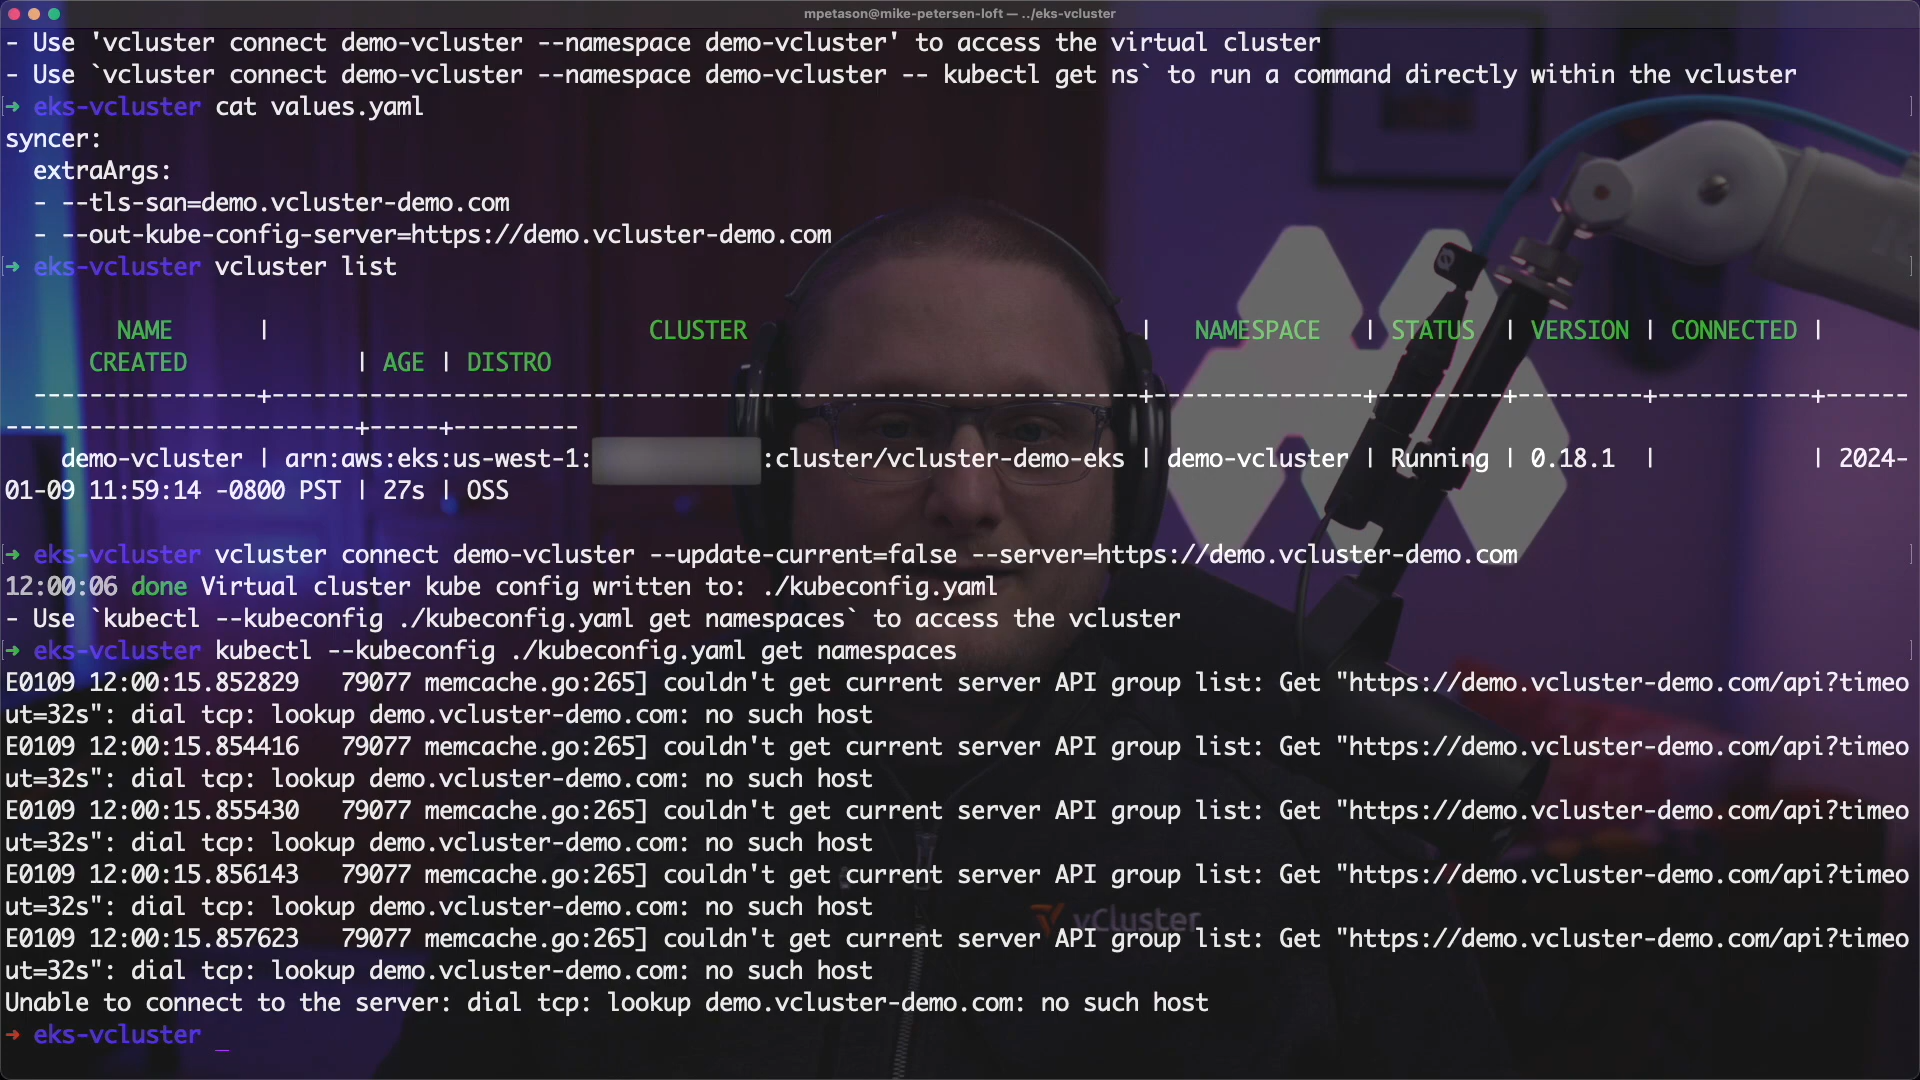 mpetason@mike-petersen-loft — ../eks-vcluster
- Use 'vcluster connect demo-vcluster --namespace demo-vcluster' to access the virtual cluster
- Use `vcluster connect demo-vcluster --namespace demo-vcluster -- kubectl get ns` to run a command directly within the vcluster
➜ eks-vcluster cat values.yaml
syncer:
  extraArgs:
  - --tls-san=demo.vcluster-demo.com
  - --out-kube-config-server=https://demo.vcluster-demo.com
➜ eks-vcluster vcluster list
NAME | CLUSTER | NAMESPACE | STATUS | VERSION | CONNECTED |
CREATED | AGE | DISTRO
----------------+---------------------------------------------------------------+---------------+---------+---------+-----------+------
-------------------------+-----+---------
demo-vcluster | arn:aws:eks:us-west-1: :cluster/vcluster-demo-eks | demo-vcluster | Running | 0.18.1 | | 2024-
01-09 11:59:14 -0800 PST | 27s | OSS
➜ eks-vcluster vcluster connect demo-vcluster --update-current=false --server=https://demo.vcluster-demo.com
12:00:06 done Virtual cluster kube config written to: ./kubeconfig.yaml
- Use `kubectl --kubeconfig ./kubeconfig.yaml get namespaces` to access the vcluster
➜ eks-vcluster kubectl --kubeconfig ./kubeconfig.yaml get namespaces
E0109 12:00:15.852829   79077 memcache.go:265] couldn't get current server API group list: Get "https://demo.vcluster-demo.com/api?timeo
ut=32s": dial tcp: lookup demo.vcluster-demo.com: no such host
E0109 12:00:15.854416   79077 memcache.go:265] couldn't get current server API group list: Get "https://demo.vcluster-demo.com/api?timeo
ut=32s": dial tcp: lookup demo.vcluster-demo.com: no such host
E0109 12:00:15.855430   79077 memcache.go:265] couldn't get current server API group list: Get "https://demo.vcluster-demo.com/api?timeo
ut=32s": dial tcp: lookup demo.vcluster-demo.com: no such host
E0109 12:00:15.856143   79077 memcache.go:265] couldn't get current server API group list: Get "https://demo.vcluster-demo.com/api?timeo
ut=32s": dial tcp: lookup demo.vcluster-demo.com: no such host
vCluster
E0109 12:00:15.857623   79077 memcache.go:265] couldn't get current server API group list: Get "https://demo.vcluster-demo.com/api?timeo
ut=32s": dial tcp: lookup demo.vcluster-demo.com: no such host
Unable to connect to the server: dial tcp: lookup demo.vcluster-demo.com: no such host
➜ eks-vcluster _